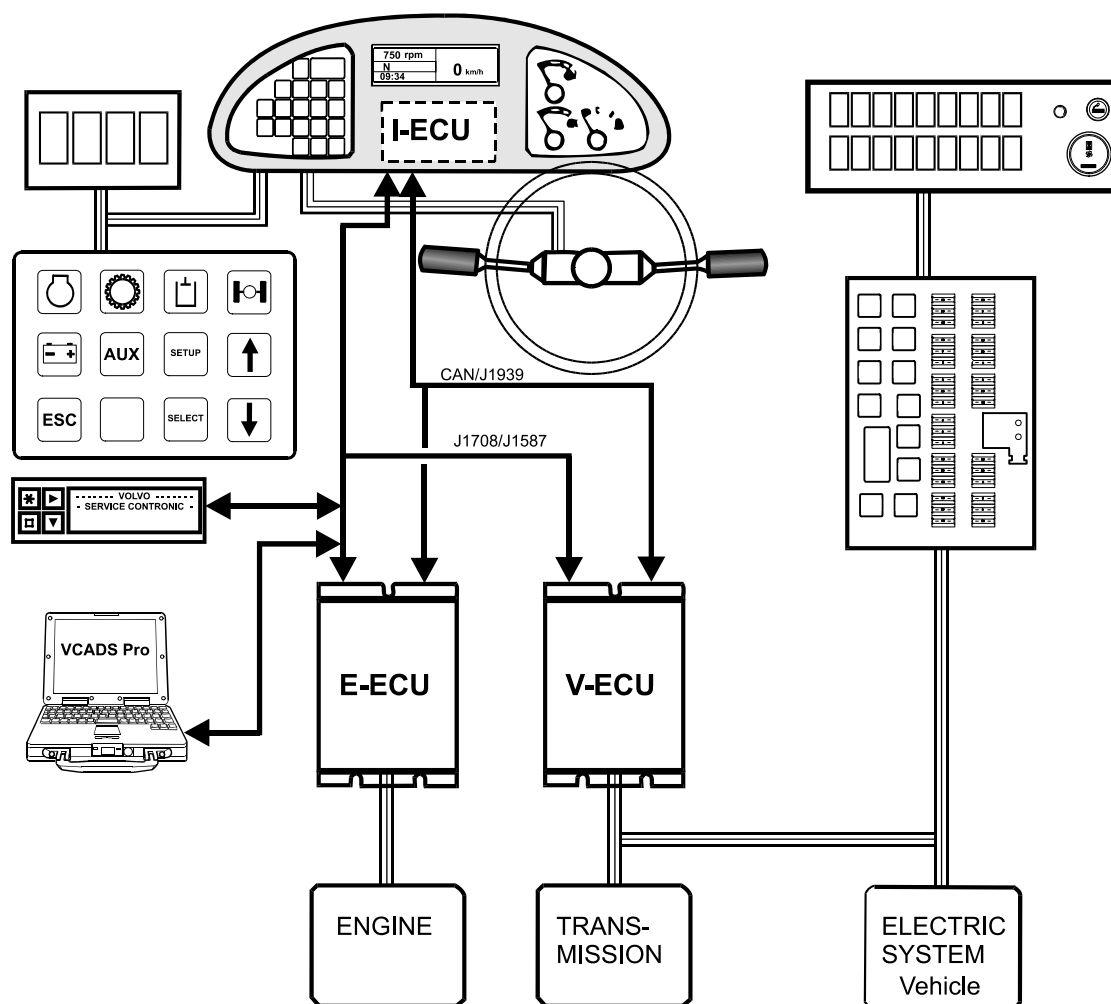 750 rpm
N
09:34
0 km/h
I-ECU
AUX
SETUP
ESC
SELECT
CAN/J1939
J1708/J1587
VOLVO
SERVICE CONTRONIC
VCADS Pro
E-ECU
V-ECU
ENGINE
TRANS-
MISSION
ELECTRIC
SYSTEM
Vehicle